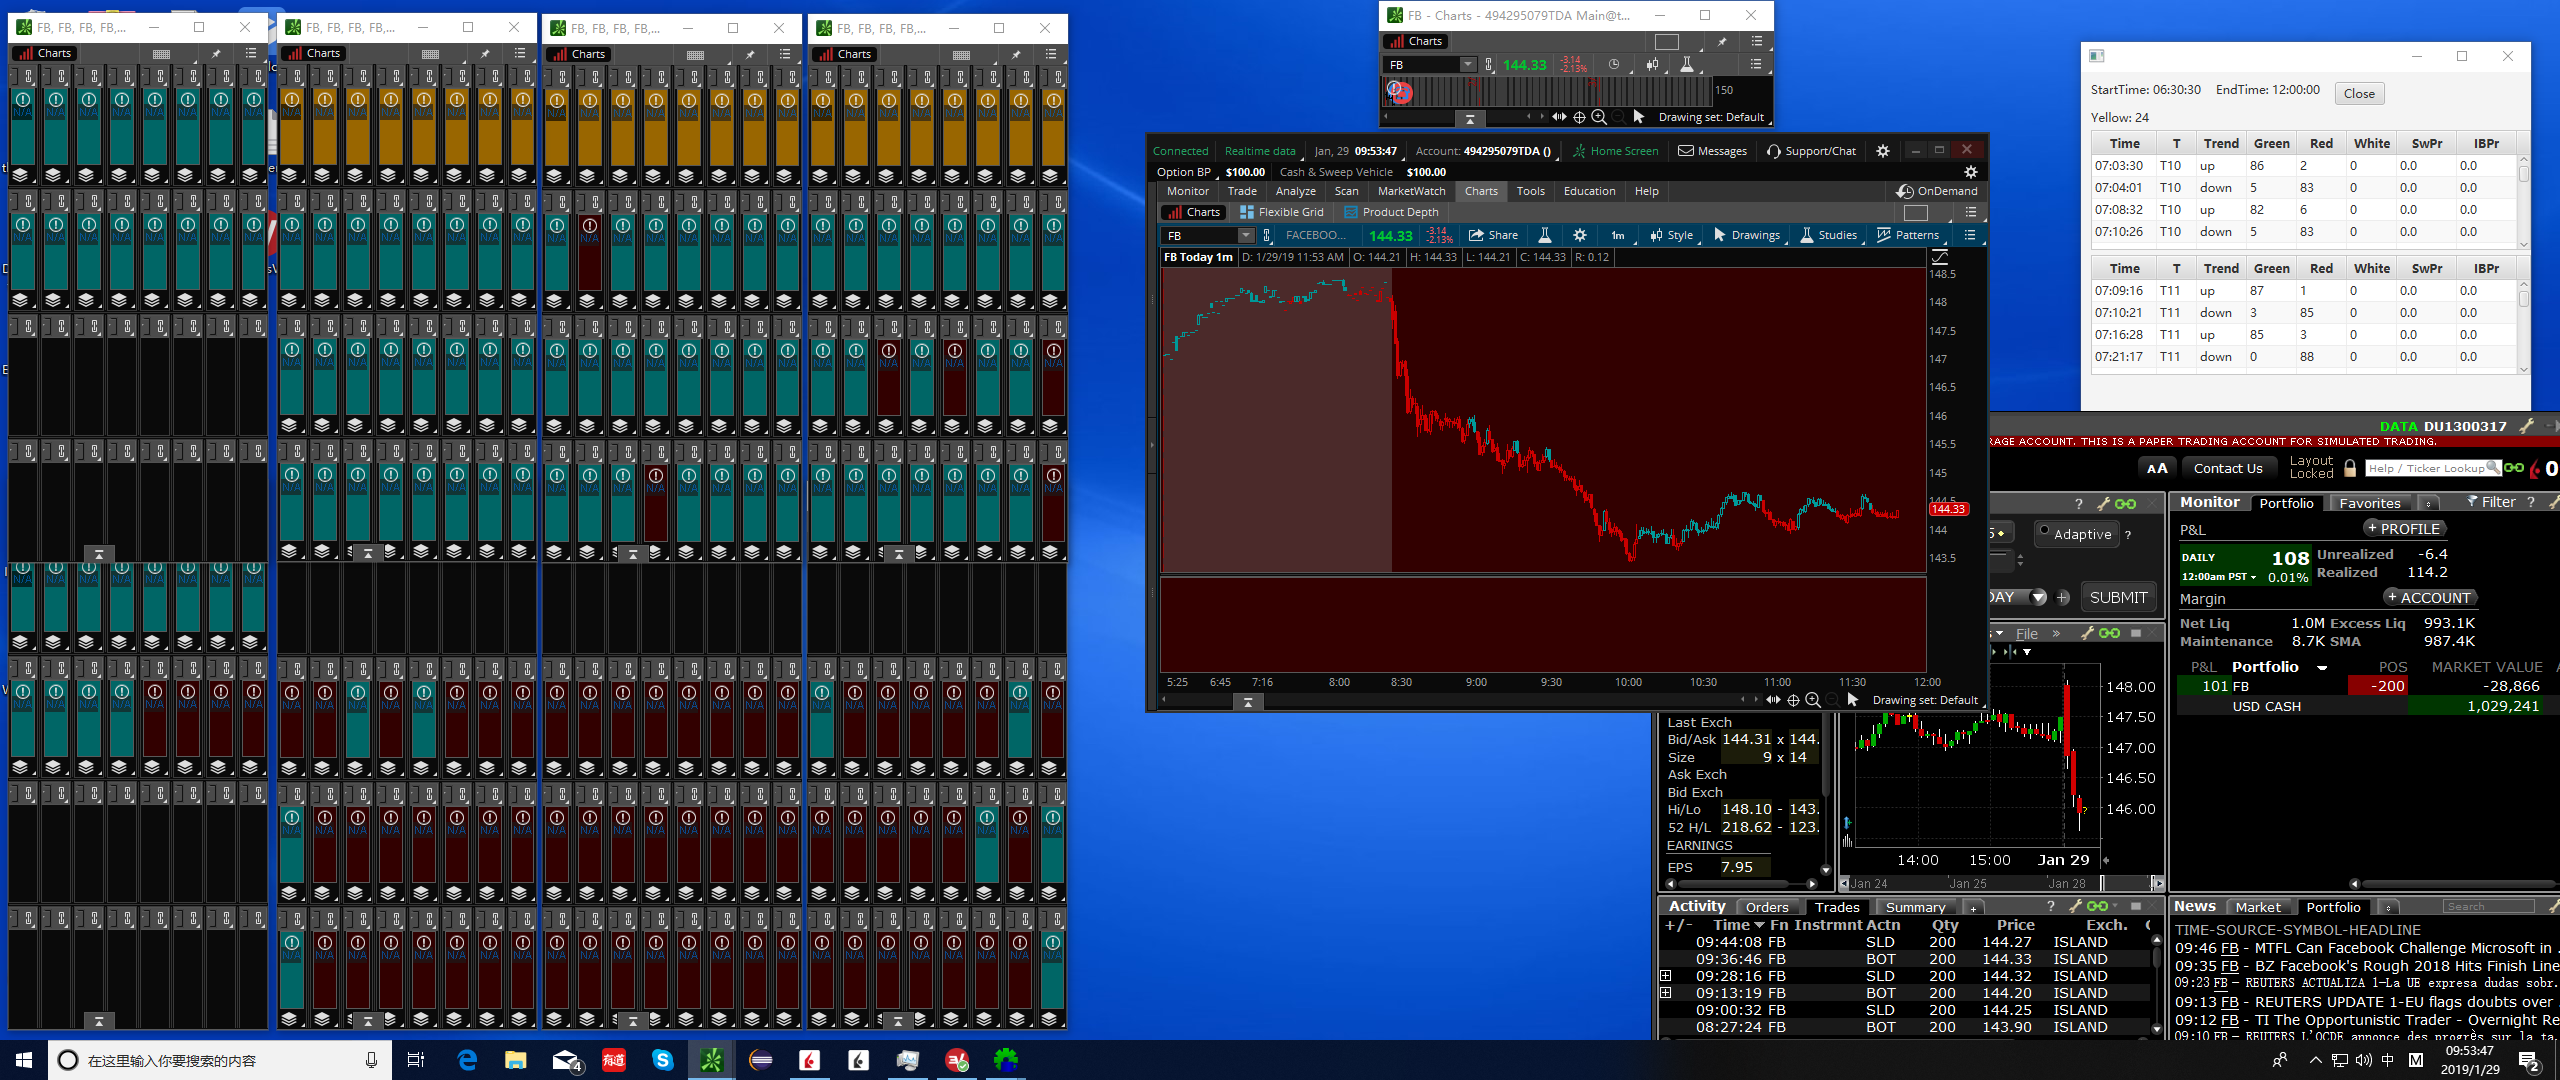 FB, FB, FB, FB,...
FB, FB, FB, FB,...
FB, FB, FB, FB,...
FB, FB, FB, FB,...
Charts
Charts
Charts
Charts
FB - Charts - 494295079TDA Main@t...
Charts
FB 144.33 -3.14 -2.13%
150
Drawing set: Default
Connected Realtime data Jan, 29 09:53:47 Account: 494295079TDA () Home Screen Messages Support/Chat
Option BP $100.00 Cash & Sweep Vehicle $100.00
Monitor Trade Analyze Scan MarketWatch Charts Tools Education Help OnDemand
Charts Flexible Grid Product Depth
FB FACEBOO... 144.33 -3.14 -2.13% Share 1m Style Drawings Studies Patterns
FB Today 1m D: 1/29/19 11:53 AM O: 144.21 H: 144.33 L: 144.21 C: 144.33 R: 0.12
148.5
148
147.5
147
146.5
146
145.5
145
144.5
144.33
144
143.5
5:25 6:45 7:16 8:00 8:30 9:00 9:30 10:00 10:30 11:00 11:30 12:00
Drawing set: Default
StartTime: 06:30:30 EndTime: 12:00:00 Close
Yellow: 24
Time T Trend Green Red White SwPr IBPr
07:03:30 T10 up 86 2 0 0.0 0.0
07:04:01 T10 down 5 83 0 0.0 0.0
07:08:32 T10 up 82 6 0 0.0 0.0
07:10:26 T10 down 5 83 0 0.0 0.0
Time T Trend Green Red White SwPr IBPr
07:09:16 T11 up 87 1 0 0.0 0.0
07:10:21 T11 down 3 85 0 0.0 0.0
07:16:28 T11 up 85 3 0 0.0 0.0
07:21:17 T11 down 0 88 0 0.0 0.0
DATA DU1300317
RAGE ACCOUNT. THIS IS A PAPER TRADING ACCOUNT FOR SIMULATED TRADING.
AA Contact Us Layout Locked Help / Ticker Lookup
Monitor Portfolio Favorites Filter ?
Adaptive ?
DAY + SUBMIT
P&L + PROFILE
DAILY 108 Unrealized -6.4
12:00am PST 0.01% Realized 114.2
Margin + ACCOUNT
Net Liq 1.0M Excess Liq 993.1K
Maintenance 8.7K SMA 987.4K
P&L Portfolio POS MARKET VALUE
101 FB -200 -28,866
USD CASH 1,029,241
File »
148.00
147.50
147.00
146.50
146.00
14:00 15:00 Jan 29
Jan 24 Jan 25 Jan 28
Last Exch
Bid/Ask 144.31 x 144.
Size 9 x 14
Ask Exch
Bid Exch
Hi/Lo 148.10 - 143.
52 H/L 218.62 - 123.
EARNINGS
EPS 7.95
Activity Orders Trades Summary + ?
+/- Time Fn Instrmnt Actn Qty Price Exch.
09:44:08 FB SLD 200 144.27 ISLAND
09:36:46 FB BOT 200 144.33 ISLAND
09:28:16 FB SLD 200 144.32 ISLAND
09:13:19 FB BOT 200 144.20 ISLAND
09:00:32 FB SLD 200 144.25 ISLAND
08:27:24 FB BOT 200 143.90 ISLAND
News Market Portfolio Search
TIME-SOURCE-SYMBOL-HEADLINE
09:46 FB - MTFL Can Facebook Challenge Microsoft in .
09:35 FB - BZ Facebook's Rough 2018 Hits Finish Line
09:23 FB - REUTERS ACTUALIZA 1-La UE expresa dudas sobr.
09:13 FB - REUTERS UPDATE 1-EU flags doubts over .
09:12 FB - TI The Opportunistic Trader - Overnight Re
09:10 FB - REUTERS L'OCDE annonce des progrès sur la ta.
在这里输入你要搜索的内容
4
有道
中 M 09:53:47
2019/1/29
2